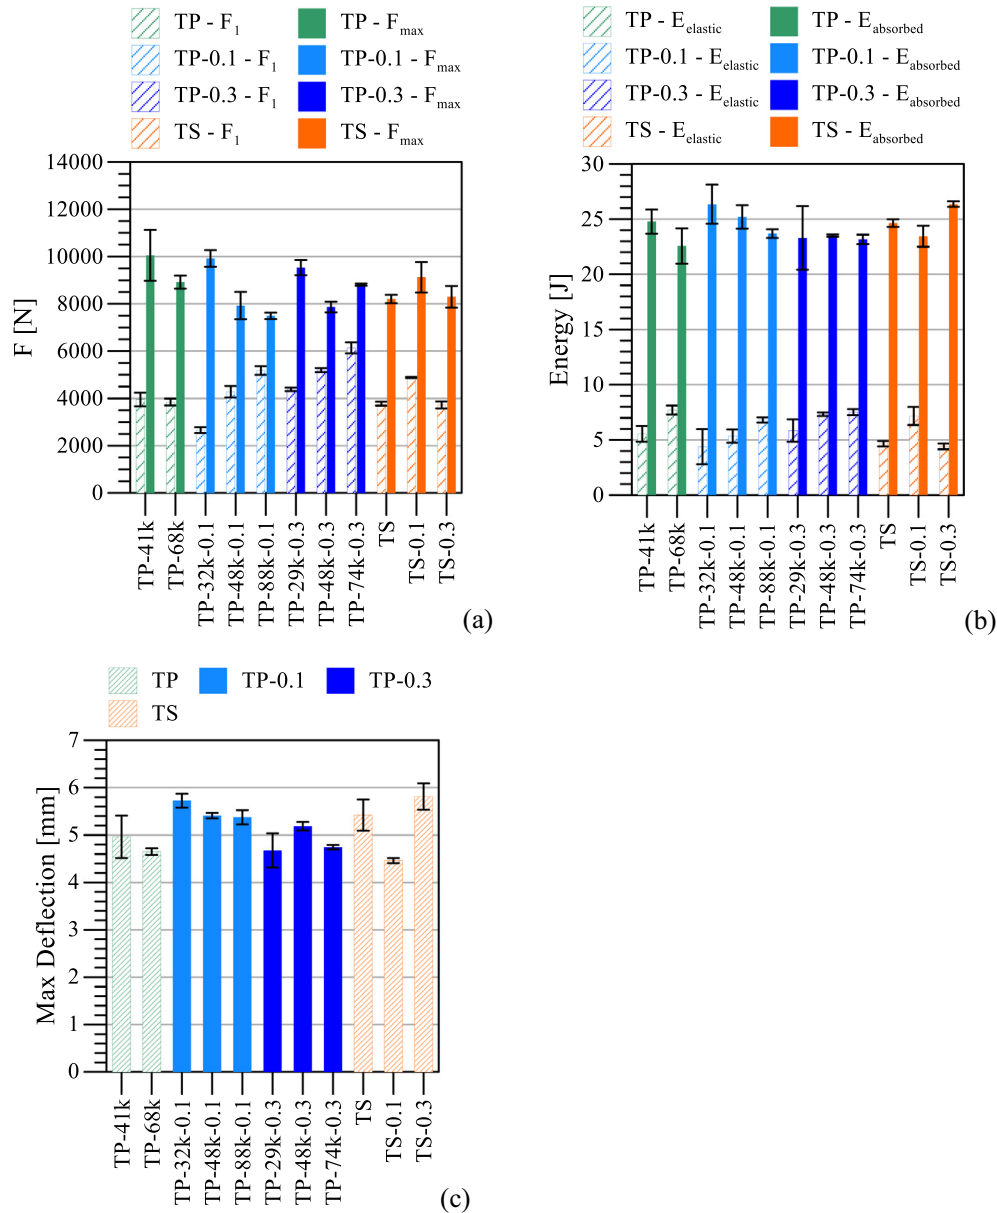 TP - F1 TP - Fmax
TP-0.1 - F1 TP-0.1 - Fmax
TP-0.3 - F1 TP-0.3 - Fmax
TS - F1 TS - Fmax
F [N]
14000
12000
10000
8000
6000
4000
2000
0
TP-41k
TP-68k
TP-32k-0.1
TP-48k-0.1
TP-88k-0.1
TP-29k-0.3
TP-48k-0.3
TP-74k-0.3
TS
TS-0.1
TS-0.3
(a)
TP - Eelastic TP - Eabsorbed
TP-0.1 - Eelastic TP-0.1 - Eabsorbed
TP-0.3 - Eelastic TP-0.3 - Eabsorbed
TS - Eelastic TS - Eabsorbed
Energy [J]
30
25
20
15
10
5
0
TP-41k
TP-68k
TP-32k-0.1
TP-48k-0.1
TP-88k-0.1
TP-29k-0.3
TP-48k-0.3
TP-74k-0.3
TS
TS-0.1
TS-0.3
(b)
TP TP-0.1 TP-0.3
TS
Max Deflection [mm]
7
6
5
4
3
2
1
0
TP-41k
TP-68k
TP-32k-0.1
TP-48k-0.1
TP-88k-0.1
TP-29k-0.3
TP-48k-0.3
TP-74k-0.3
TS
TS-0.1
TS-0.3
(c)